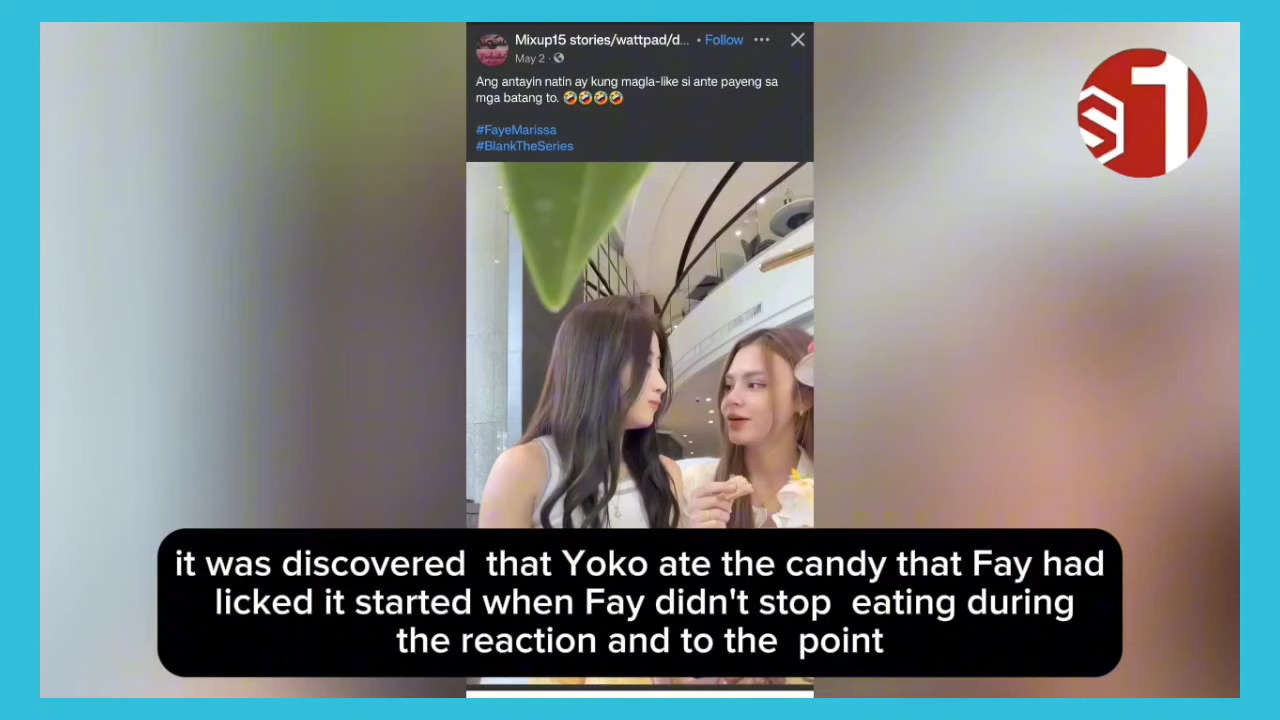 Mixup15 stories/wattpad/d... • Follow •••
May 2 ·
Ang antayin natin ay kung magla-like si ante payeng sa
mga batang to. 🤣🤣🤣🤣
#FayeMarissa
#BlankTheSeries
1
it was discovered that Yoko ate the candy that Fay had
licked it started when Fay didn't stop eating during
the reaction and to the point